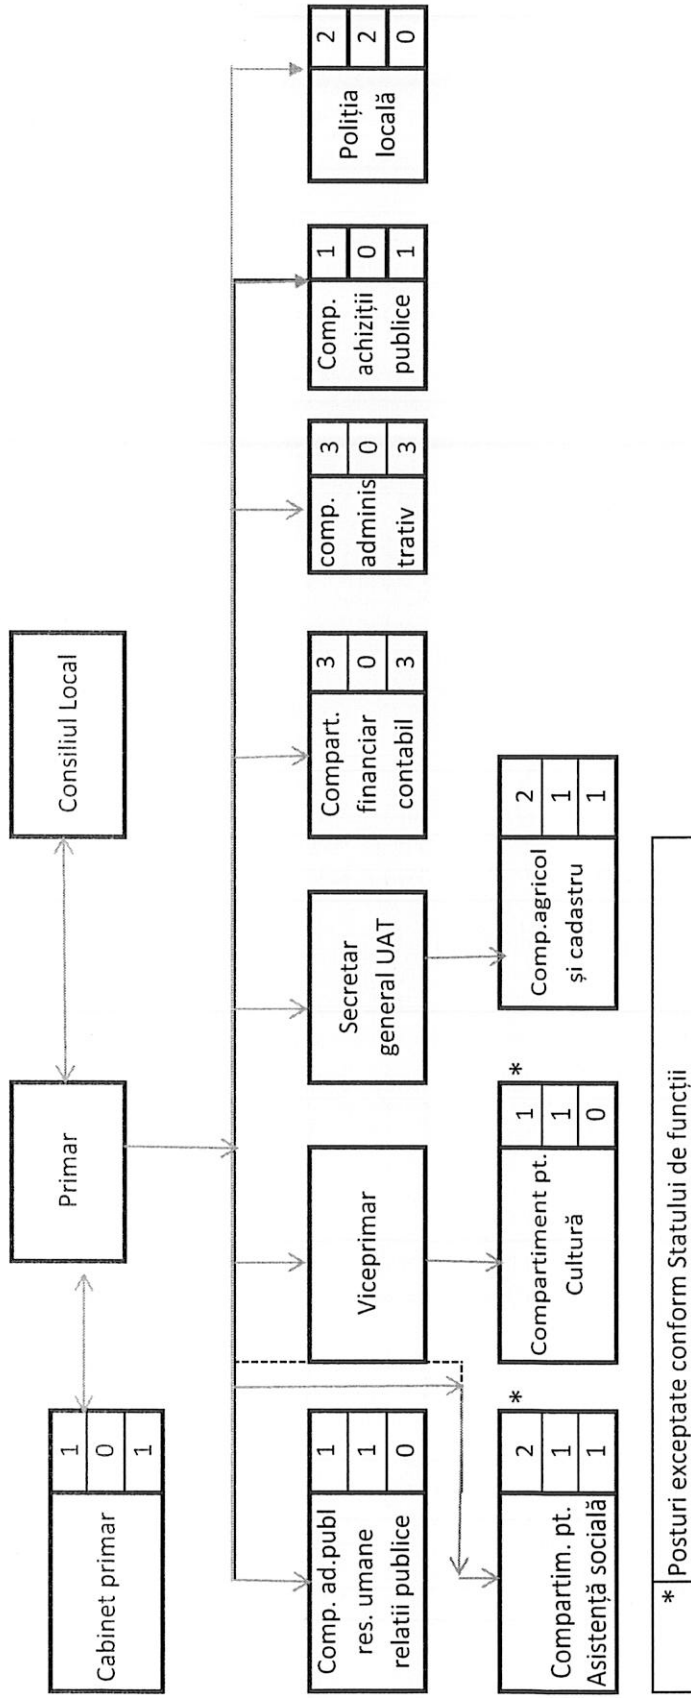 Cabinet primar
1
0
1
Primar
Consiliul Local
Comp. ad.publ
res. umane
relatii publice
1
1
0
Viceprimar
Secretar
general UAT
Compart.
financiar
contabil
3
0
3
comp.
adminis
trativ
3
0
3
Comp.
achiziții
publice
1
0
1
Poliția
locală
2
2
0
Compartim. pt.
Asistență socială
2
1
1
*
Compartiment pt.
Cultură
1
1
0
*
Comp.agricol
și cadastru
2
1
1
* Posturi exceptate conform Statului de funcții